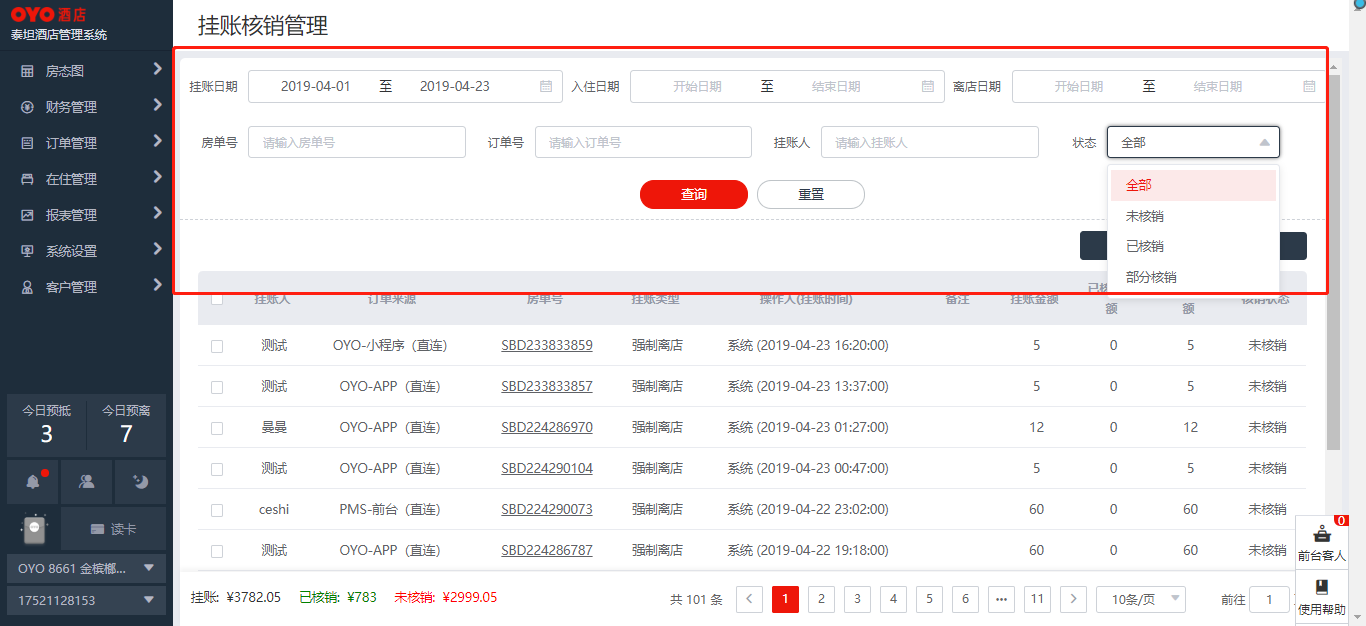 OYO 酒店
泰坦酒店管理系统
房态图
财务管理
订单管理
在住管理
报表管理
系统设置
客户管理
今日预抵 今日预离
3 7
读卡
OYO 8661 金槟榔...
17521128153
挂账核销管理
挂账日期 2019-04-01 至 2019-04-23 入住日期 开始日期 至 结束日期 离店日期 开始日期 至 结束日期
房单号 请输入房单号 订单号 请输入订单号 挂账人 请输入挂账人 状态 全部
查询 重置
全部
未核销
已核销
部分核销
挂账人 订单来源 房单号 挂账类型 操作人(挂账时间) 备注 挂账金额 已核 额 额 核销状态
测试 OYO-小程序（直连） SBD233833859 强制离店 系统 (2019-04-23 16:20:00) 5 0 5 未核销
测试 OYO-APP（直连） SBD233833857 强制离店 系统 (2019-04-23 13:37:00) 5 0 5 未核销
曼曼 OYO-APP（直连） SBD224286970 强制离店 系统 (2019-04-23 01:27:00) 12 0 12 未核销
测试 OYO-APP（直连） SBD224290104 强制离店 系统 (2019-04-23 00:47:00) 5 0 5 未核销
ceshi PMS-前台（直连） SBD224290073 强制离店 系统 (2019-04-22 23:02:00) 60 0 60 未核销
测试 OYO-APP（直连） SBD224286787 强制离店 系统 (2019-04-22 19:18:00) 60 0 60 未核销
挂账: ¥3782.05 已核销: ¥783 未核销: ¥2999.05 共 101 条 1 2 3 4 5 6 ••• 11 10条/页 前往 1
0
前台客人
使用帮助